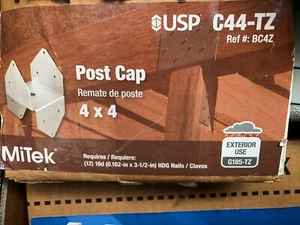 USP C44-TZ
Ref #: BC4Z
Post Cap
Remate de poste
4 x 4
MiTek
Requires / Requiere:
(12) 16d (0.162-in x 3-1/2-in) HDG Nails / Clavos
EXTERIOR
USE
G185-TZ